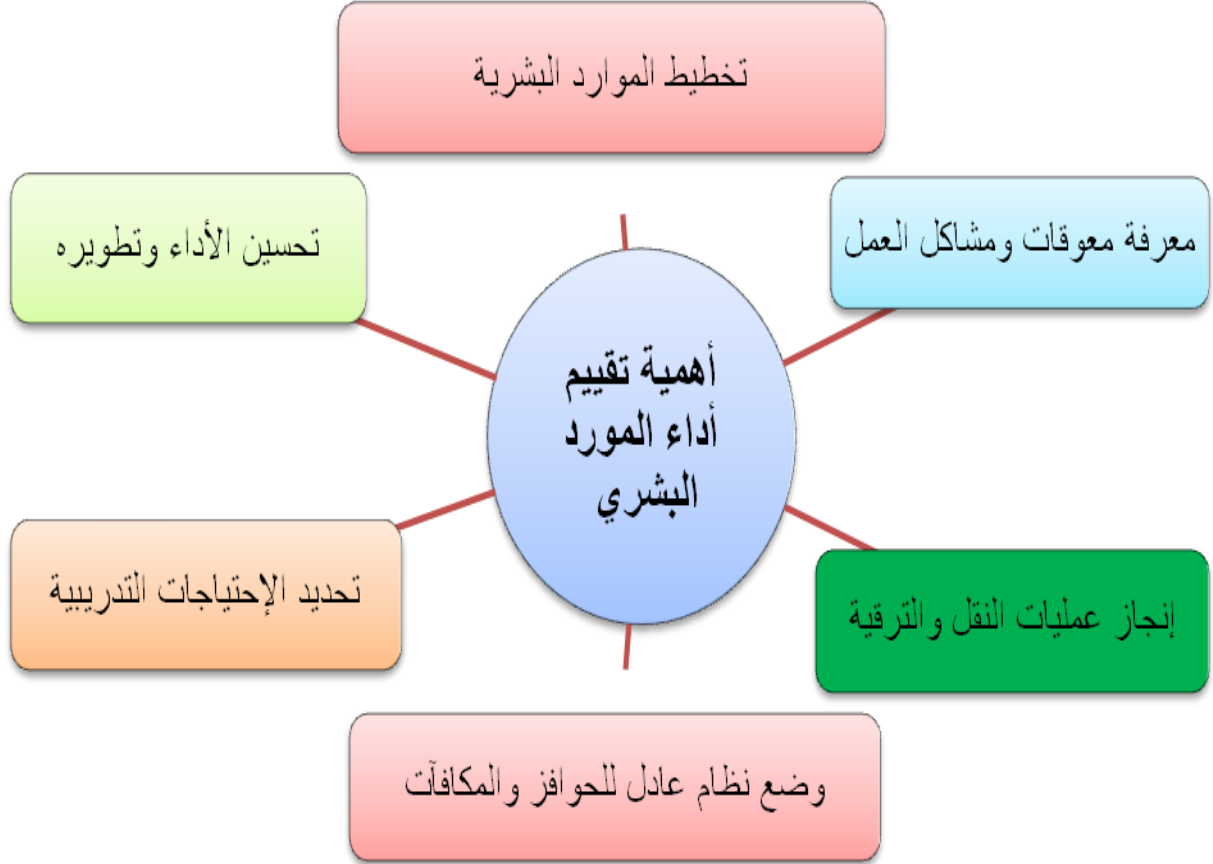 تخطيط الموارد البشرية
معرفة معوقات ومشاكل العمل
تحسين الأداء وتطويره
أهمية تقييم
أداء المورد
البشري
إنجاز عمليات النقل والترقية
تحديد الإحتياجات التدريبية
وضع نظام عادل للحوافز والمكافآت